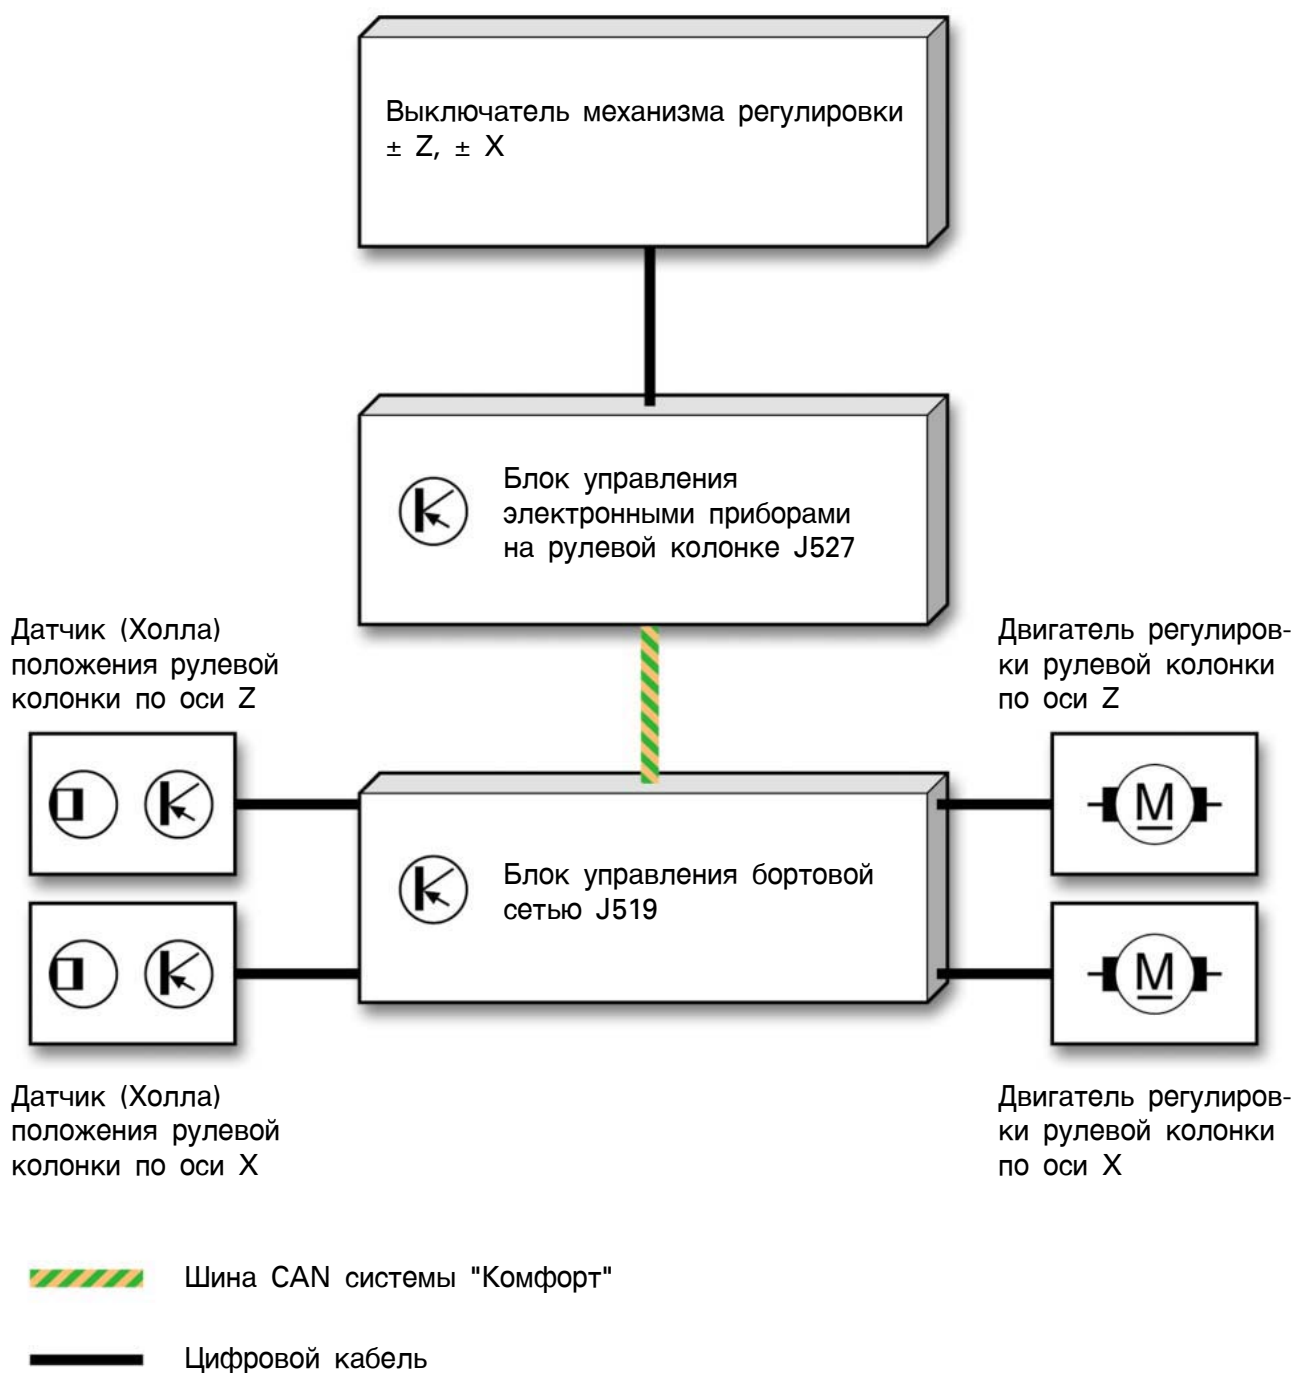 Выключатель механизма регулировки
± Z, ± X
Блок управления
электронными приборами
на рулевой колонке J527
Датчик (Холла)
положения рулевой
колонки по оси Z
Двигатель регулиров-
ки рулевой колонки
по оси Z
M
Блок управления бортовой
сетью J519
M
Датчик (Холла)
положения рулевой
колонки по оси X
Двигатель регулиров-
ки рулевой колонки
по оси X
Шина CAN системы "Комфорт"
Цифровой кабель